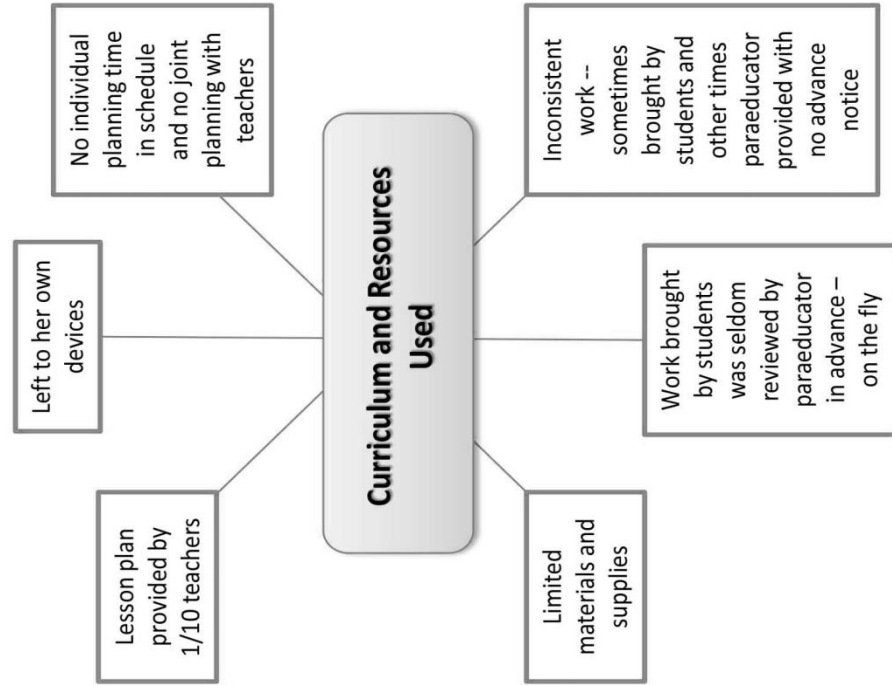 Lesson plan
provided by
1/10 teachers
Left to her own
devices
No individual
planning time
in schedule
and no joint
planning with
teachers
Curriculum and Resources
Used
Limited
materials and
supplies
Work brought
by students
was seldom
reviewed by
paraeducator
in advance –
on the fly
Inconsistent
work --
sometimes
brought by
students and
other times
paraeducator
provided with
no advance
notice